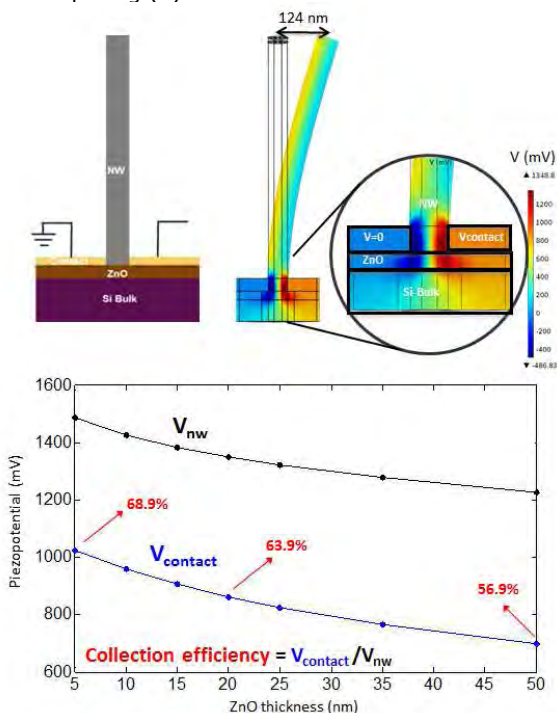 124 nm
V (mV)
1348.8
NW
V (mV)
1200
1000
800
600
400
200
0
-200
-400
-486.83
NW
V=0
Vcontact
ZnO
Si-Bulk
ZnO
Si Bulk
1600
1400
1200
1000
800
600
Piezopotential (mV)
Vnw
68.9%
Vcontact
63.9%
56.9%
Collection efficiency = Vcontact/Vnw
5 10 15 20 25 30 35 40 45 50
ZnO thickness (nm)